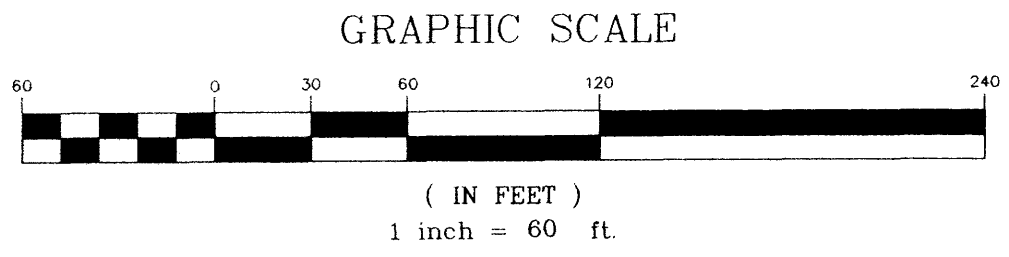 GRAPHIC SCALE
60 0 30 60 120 240
( IN FEET )
1 inch = 60 ft.